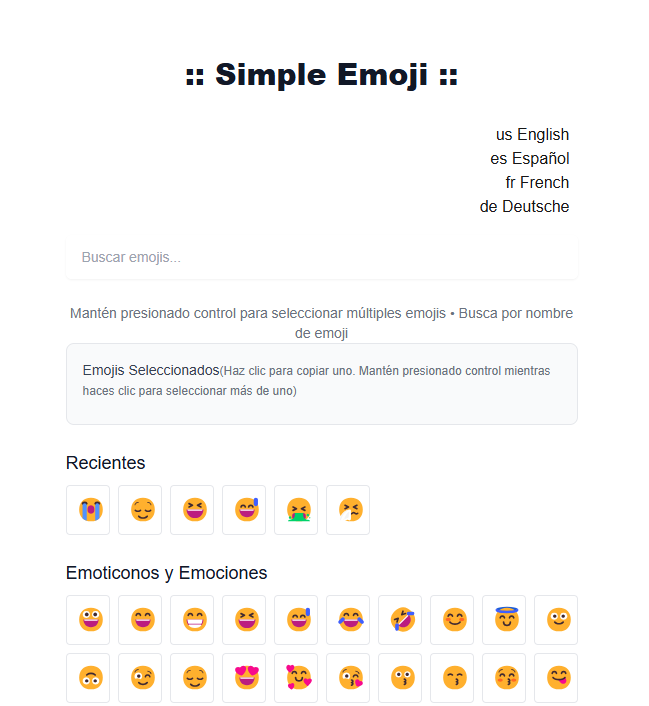 :: Simple Emoji ::
us English
es Español
fr French
de Deutsche
Buscar emojis...
Mantén presionado control para seleccionar múltiples emojis • Busca por nombre
de emoji
Emojis Seleccionados(Haz clic para copiar uno. Mantén presionado control mientras
haces clic para seleccionar más de uno)
Recientes
Emoticonos y Emociones